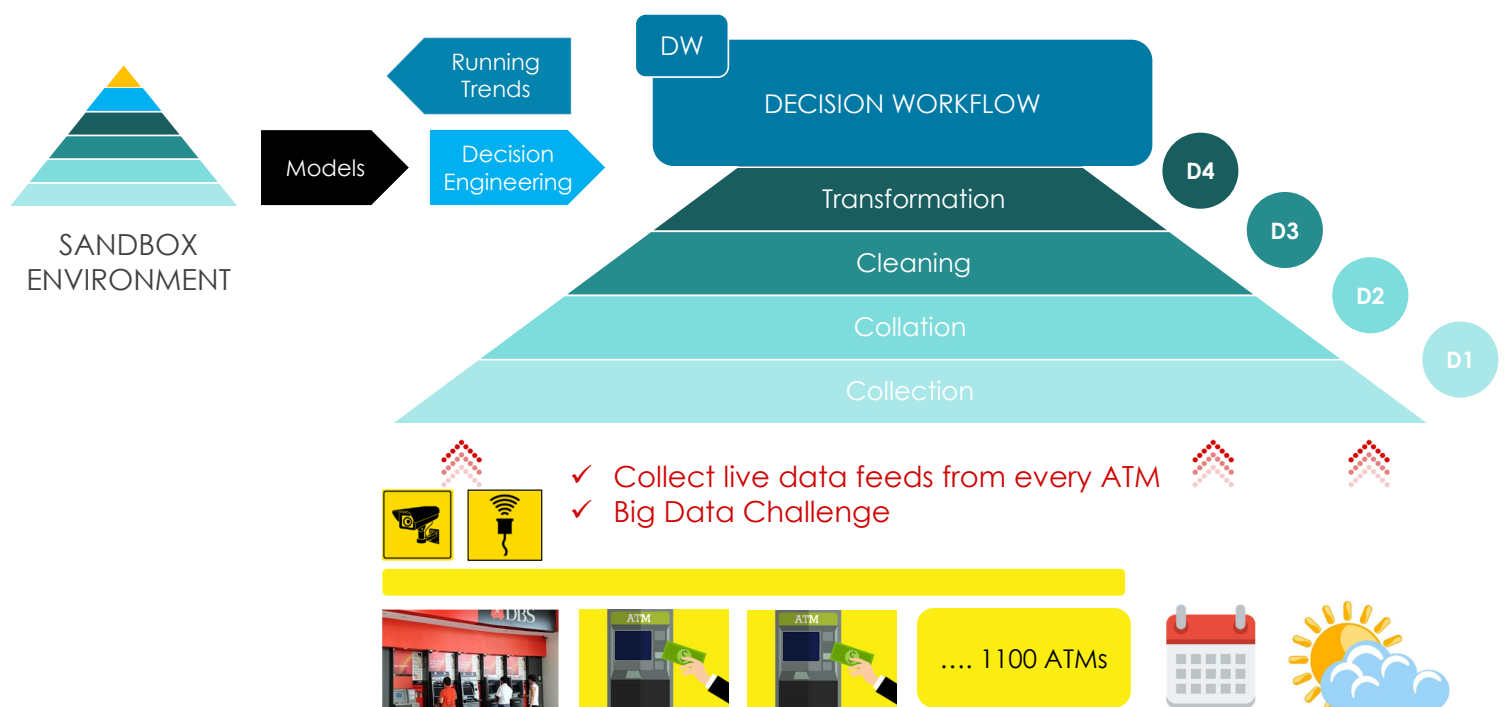 DW
Running
Trends
DECISION WORKFLOW
Models
Decision
Engineering
D4
Transformation
SANDBOX
ENVIRONMENT
D3
Cleaning
D2
Collation
D1
Collection
✓ Collect live data feeds from every ATM
✓ Big Data Challenge
DBS
ATM
ATM
.... 1100 ATMs